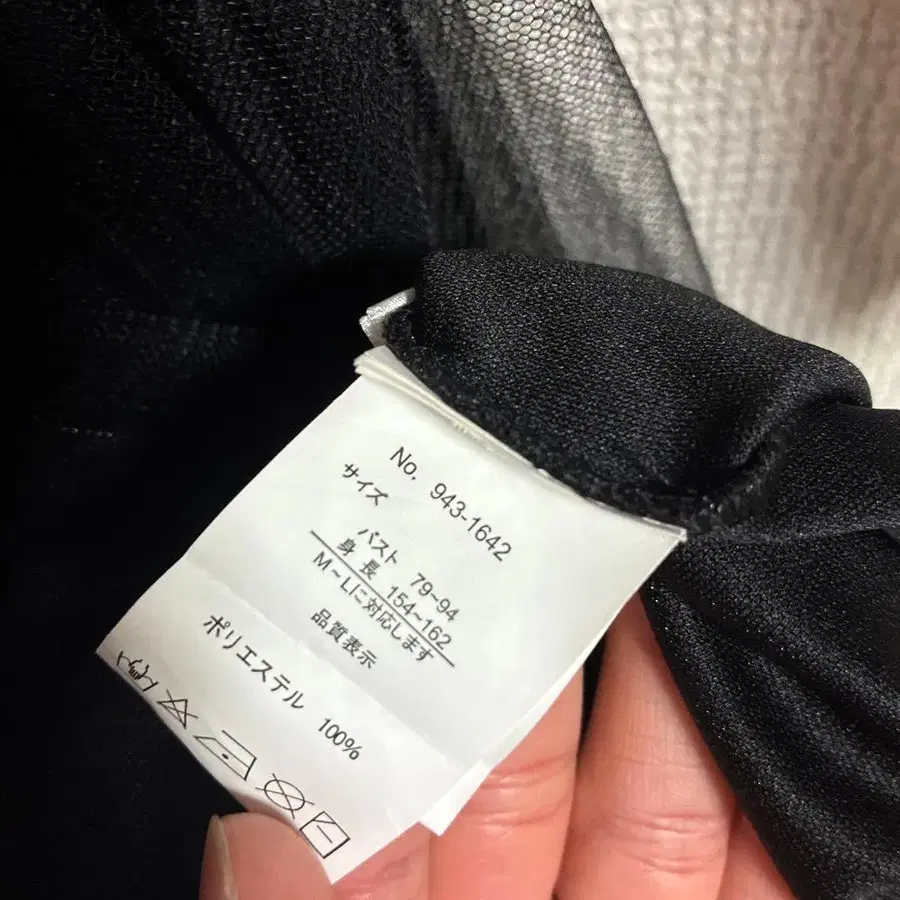 No. 943-1642
サイズ
バスト 79~94
身長 154~162
M~Lに対応します
品質表示
ポリエステル 100%